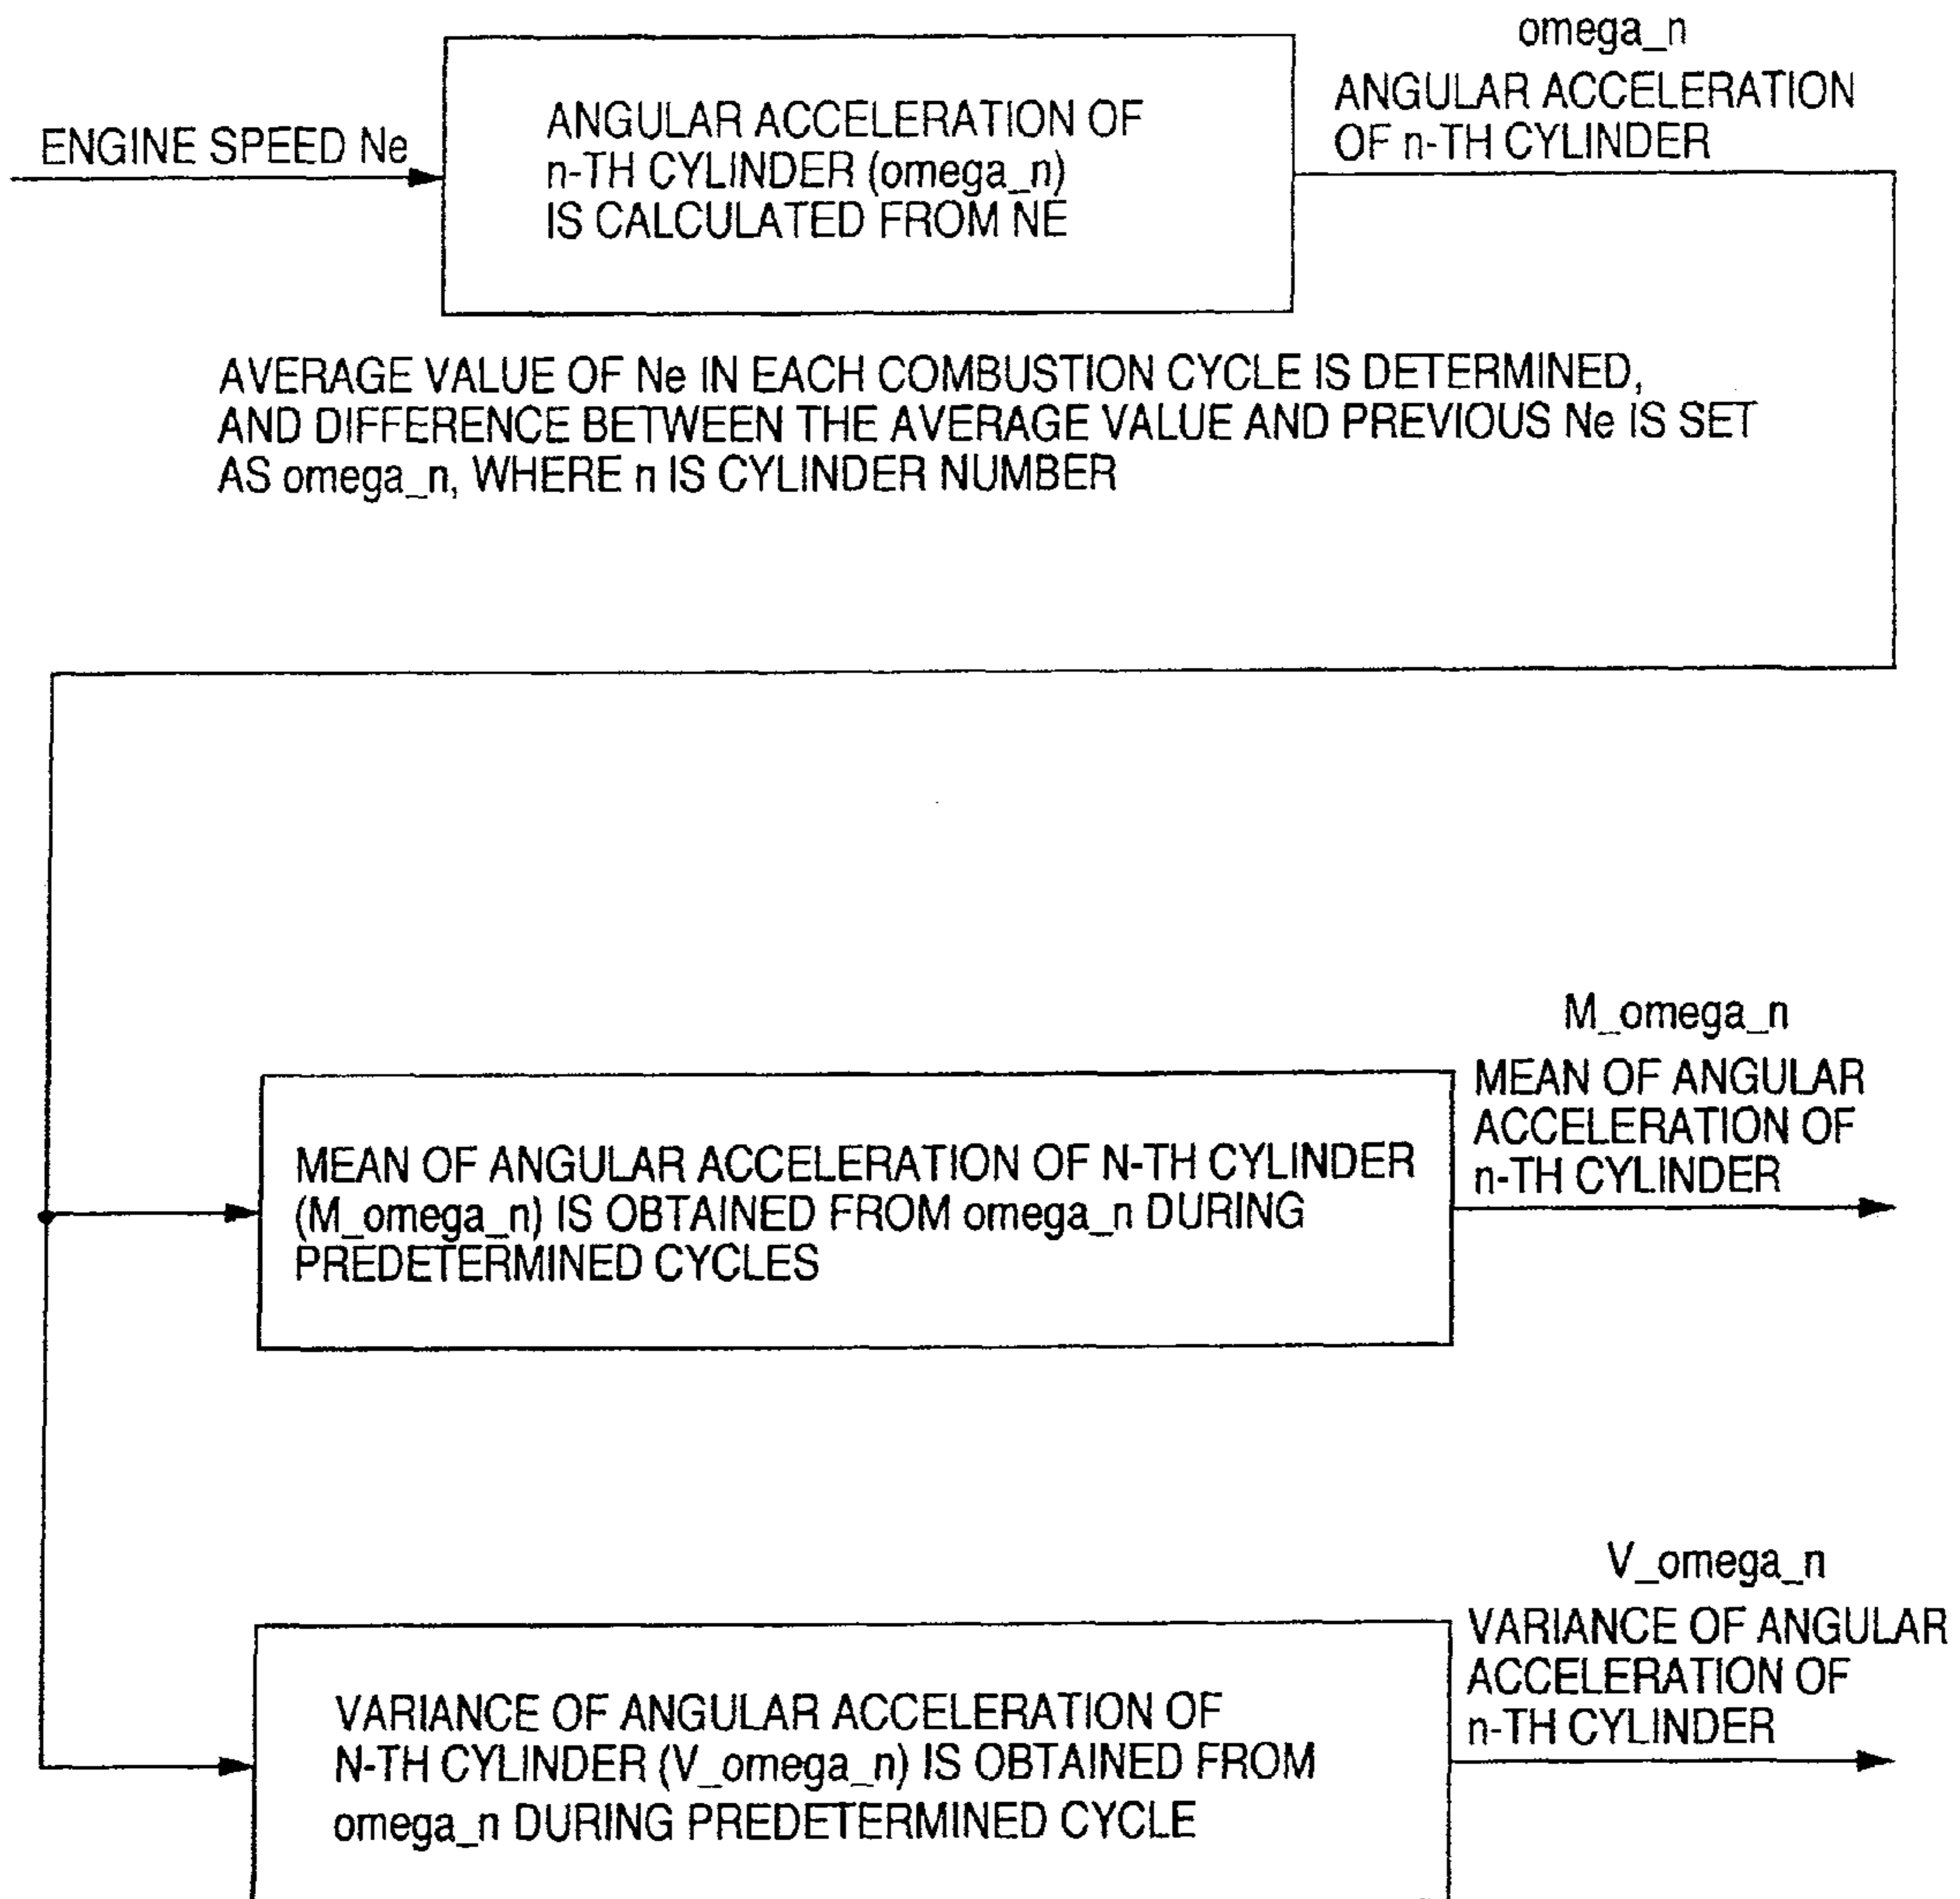 omega_n
ANGULAR ACCELERATION
OF n-TH CYLINDER
ENGINE SPEED Ne
ANGULAR ACCELERATION OF
n-TH CYLINDER (omega_n)
IS CALCULATED FROM NE
AVERAGE VALUE OF Ne IN EACH COMBUSTION CYCLE IS DETERMINED,
AND DIFFERENCE BETWEEN THE AVERAGE VALUE AND PREVIOUS Ne IS SET
AS omega_n, WHERE n IS CYLINDER NUMBER
M_omega_n
MEAN OF ANGULAR
ACCELERATION OF
n-TH CYLINDER
MEAN OF ANGULAR ACCELERATION OF N-TH CYLINDER
(M_omega_n) IS OBTAINED FROM omega_n DURING
PREDETERMINED CYCLES
V_omega_n
VARIANCE OF ANGULAR
ACCELERATION OF
n-TH CYLINDER
VARIANCE OF ANGULAR ACCELERATION OF
N-TH CYLINDER (V_omega_n) IS OBTAINED FROM
omega_n DURING PREDETERMINED CYCLE